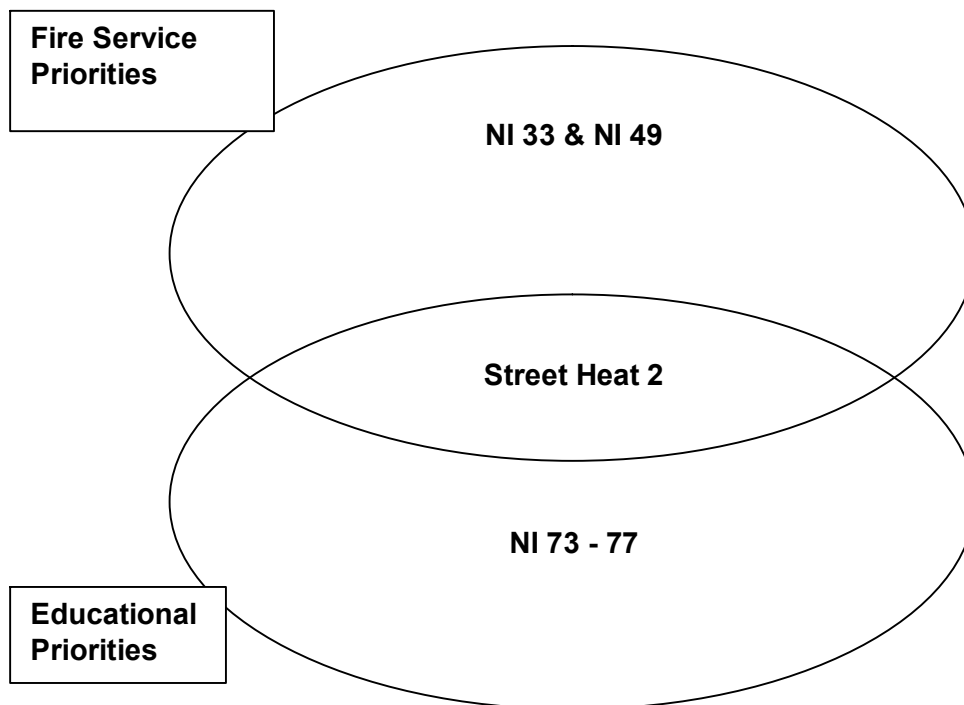 Fire Service
Priorities
NI 33 & NI 49
Street Heat 2
NI 73 - 77
Educational
Priorities